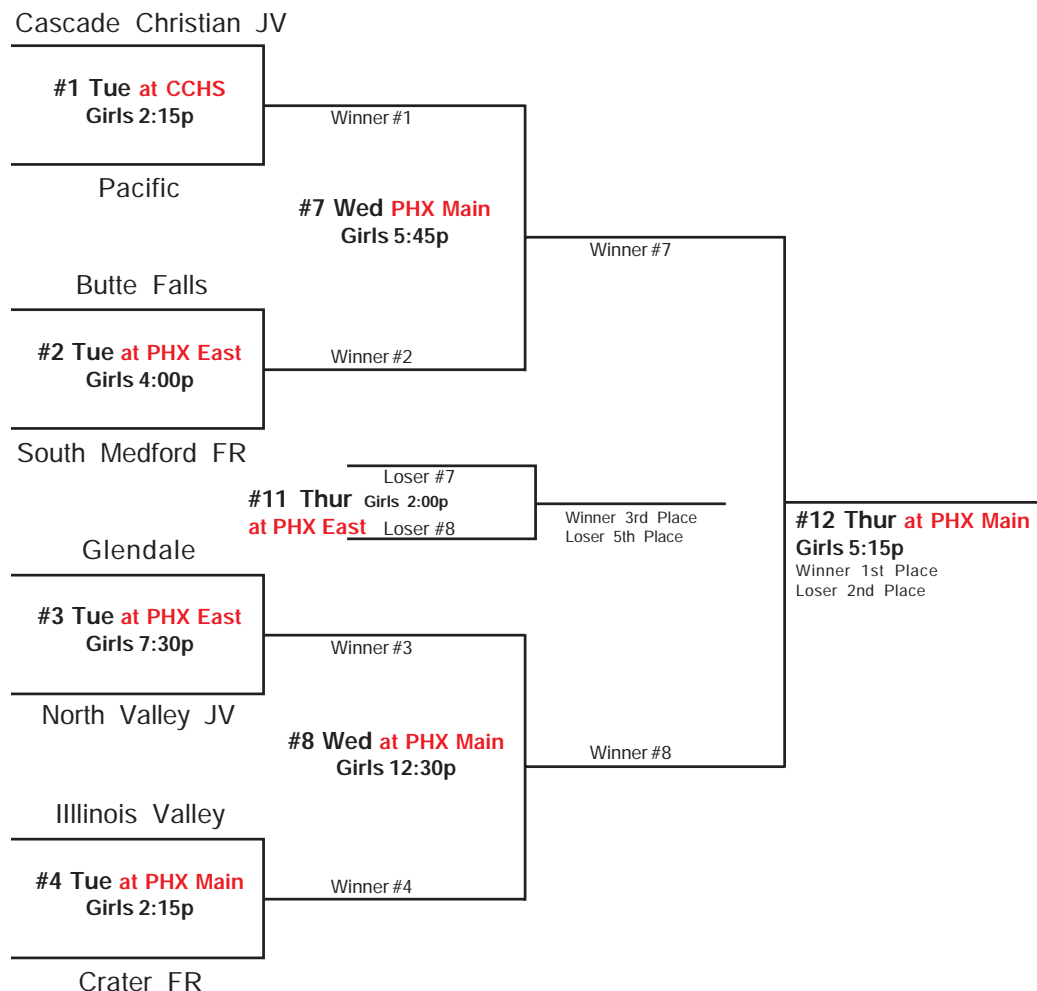 Cascade Christian JV
#1 Tue at CCHS
Girls 2:15p
Winner #1
Pacific
#7 Wed PHX Main
Girls 5:45p
Winner #7
Butte Falls
#2 Tue at PHX East
Girls 4:00p
Winner #2
South Medford FR
Loser #7
#11 Thur Girls 2:00p
at PHX East Loser #8
Winner 3rd Place
Loser 5th Place
#12 Thur at PHX Main
Girls 5:15p
Winner 1st Place
Loser 2nd Place
Glendale
#3 Tue at PHX East
Girls 7:30p
Winner #3
North Valley JV
#8 Wed at PHX Main
Girls 12:30p
Winner #8
Illlinois Valley
#4 Tue at PHX Main
Girls 2:15p
Winner #4
Crater FR